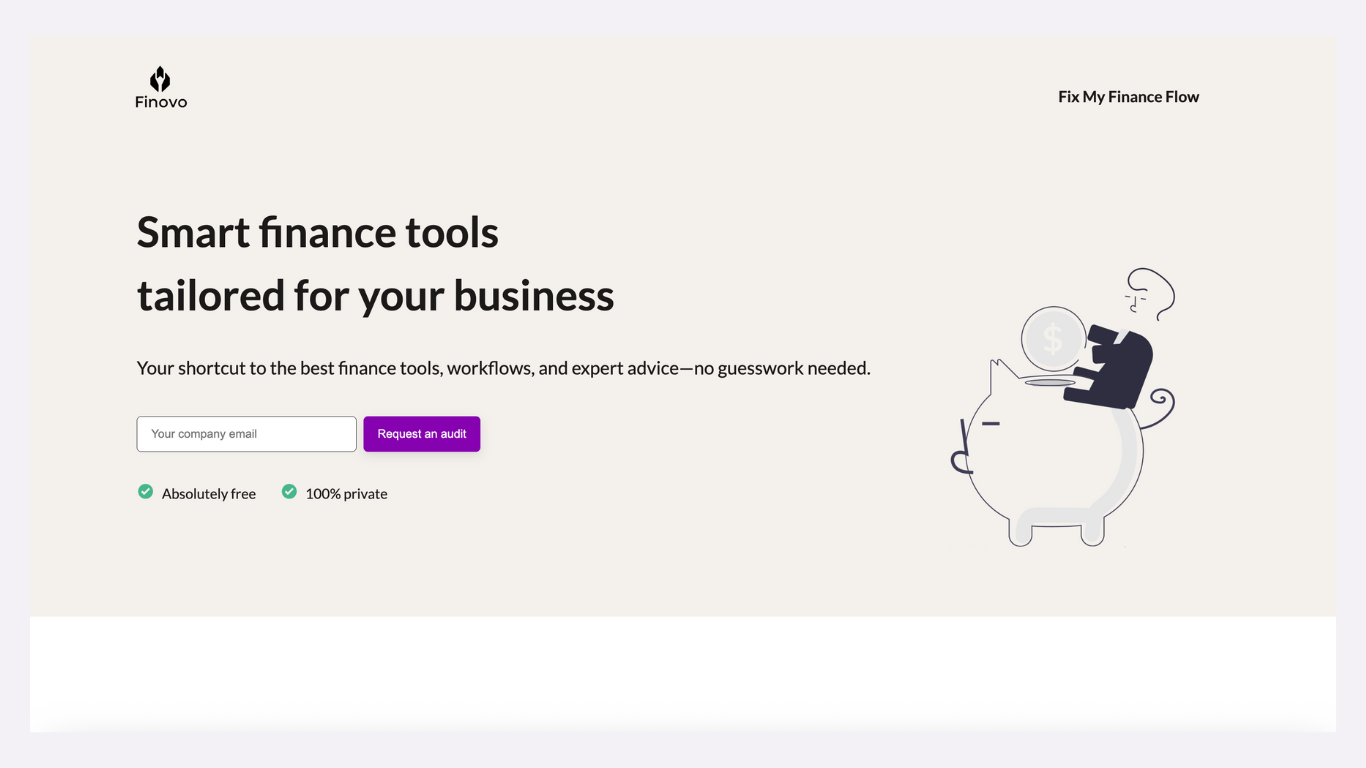 Finovo
Fix My Finance Flow
Smart finance tools
tailored for your business
Your shortcut to the best finance tools, workflows, and expert advice—no guesswork needed.
Your company email
Request an audit
Absolutely free
100% private
$